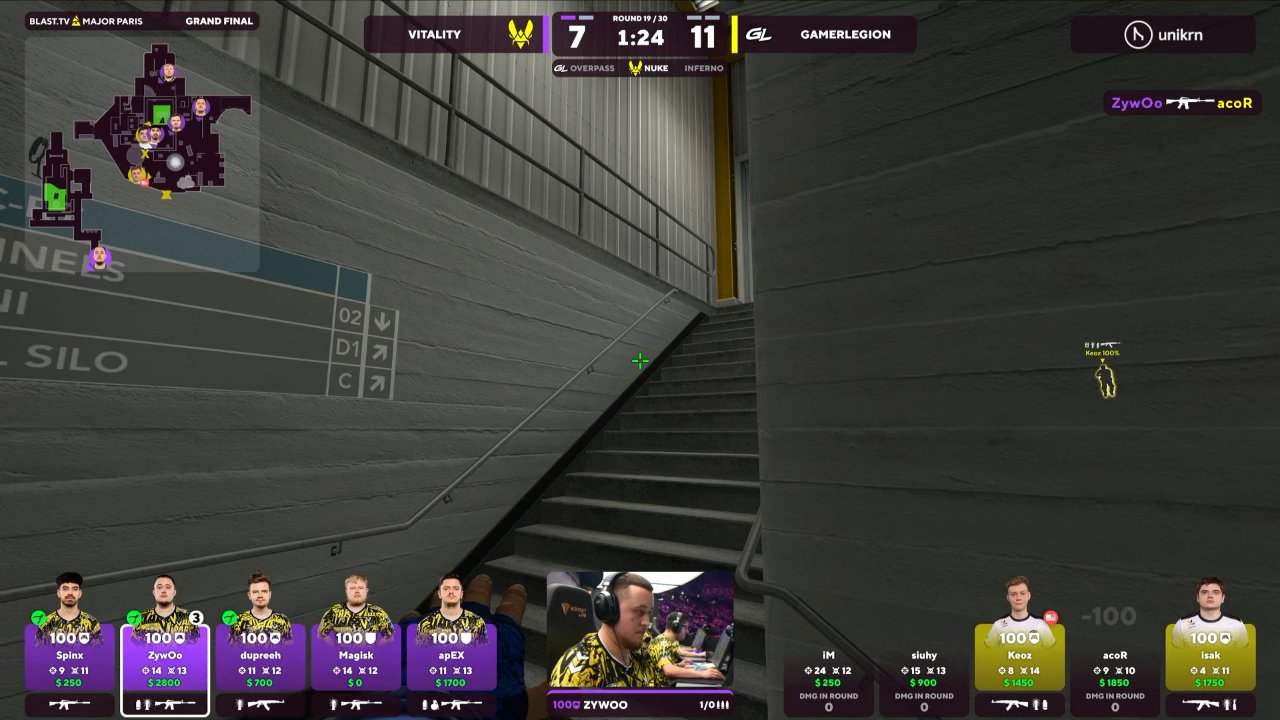 BLAST.TV MAJOR PARIS GRAND FINAL
VITALITY 7 ROUND 19 / 30 1:24 11 GL GAMERLEGION
GL OVERPASS NUKE INFERNO
unikrn
ZywOo acoR
A
X
B
X
NNELS
NI
L SILO
02
D1
C
Keoz 100%
-100
100 Spinx 9 11 $ 250
3 100 ZywOo 14 13 $ 2800
100 dupreeh 11 12 $ 700
100 Magisk 14 12 $ 0
100 apEX 11 13 $ 1700
100 ZYWOO 1/0
iM 24 12 $ 250 DMG IN ROUND 0
siuhy 15 13 $ 900 DMG IN ROUND 0
100 Keoz 8 14 $ 1450
acoR 9 10 $ 1850 DMG IN ROUND 0
100 isak 4 11 $ 1750